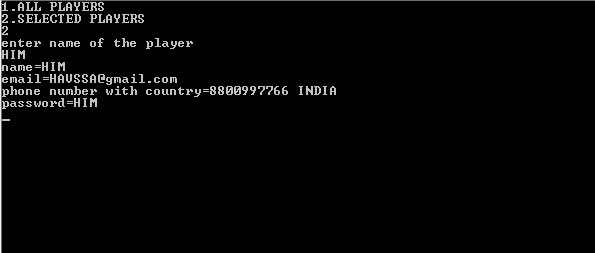 1.ALL PLAYERS
2.SELECTED PLAYERS
2
enter name of the player
HIM
name=HIM
email=HAVSSA@gmail.com
phone number with country=8800997766 INDIA
password=HIM
_